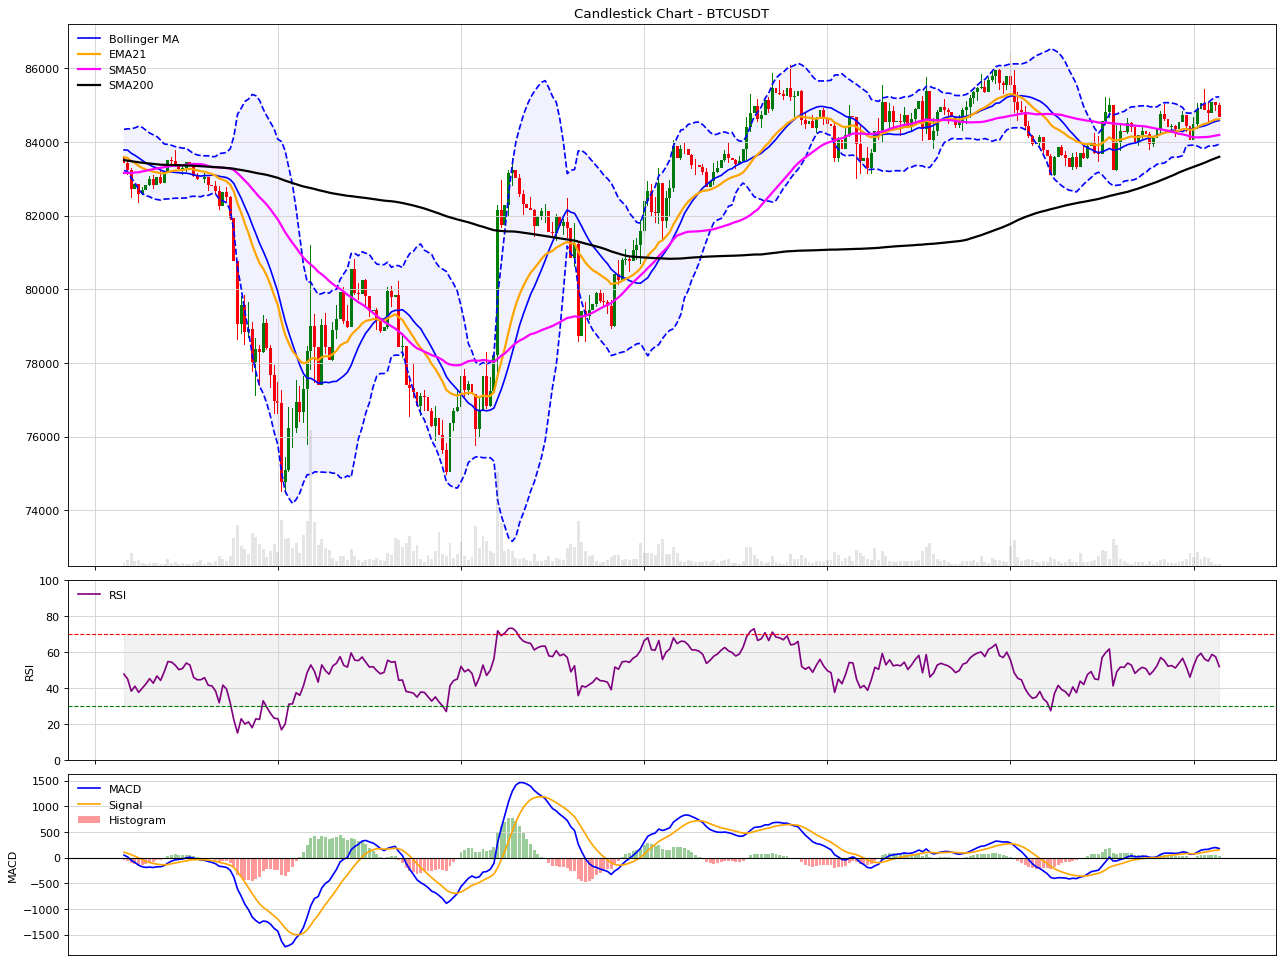 Candlestick Chart - BTCUSDT
Bollinger MA
EMA21
SMA50
SMA200
86000
84000
82000
80000
78000
76000
74000
RSI
RSI
100
80
60
40
20
0
MACD
Signal
Histogram
MACD
1500
1000
500
0
−500
−1000
−1500